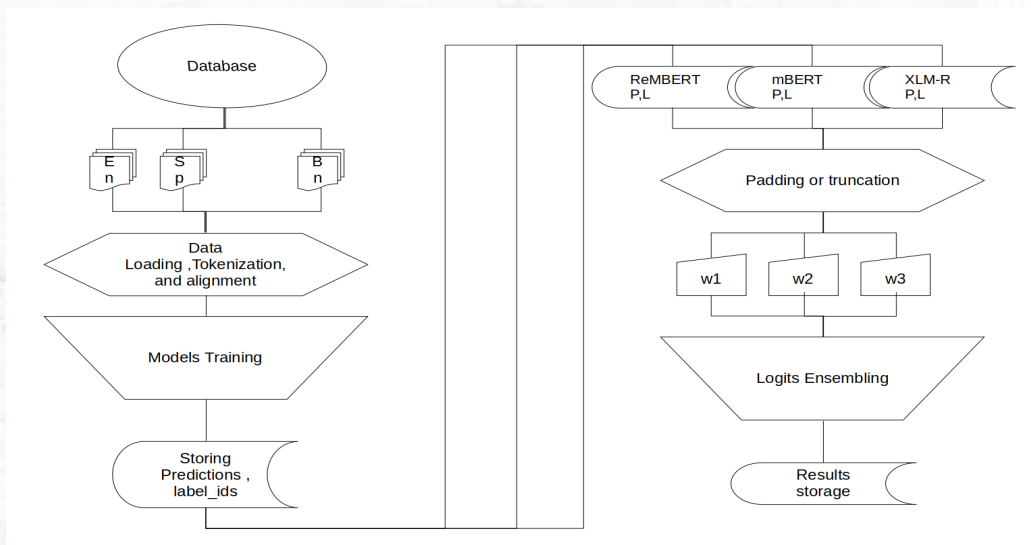 Database
E
n
S
p
B
n
Data
Loading ,Tokenization,
and alignment
Models Training
Storing
Predictions ,
label_ids
ReMBERT
P,L
mBERT
P,L
XLM-R
P,L
Padding or truncation
w1
w2
w3
Logits Ensembling
Results
storage